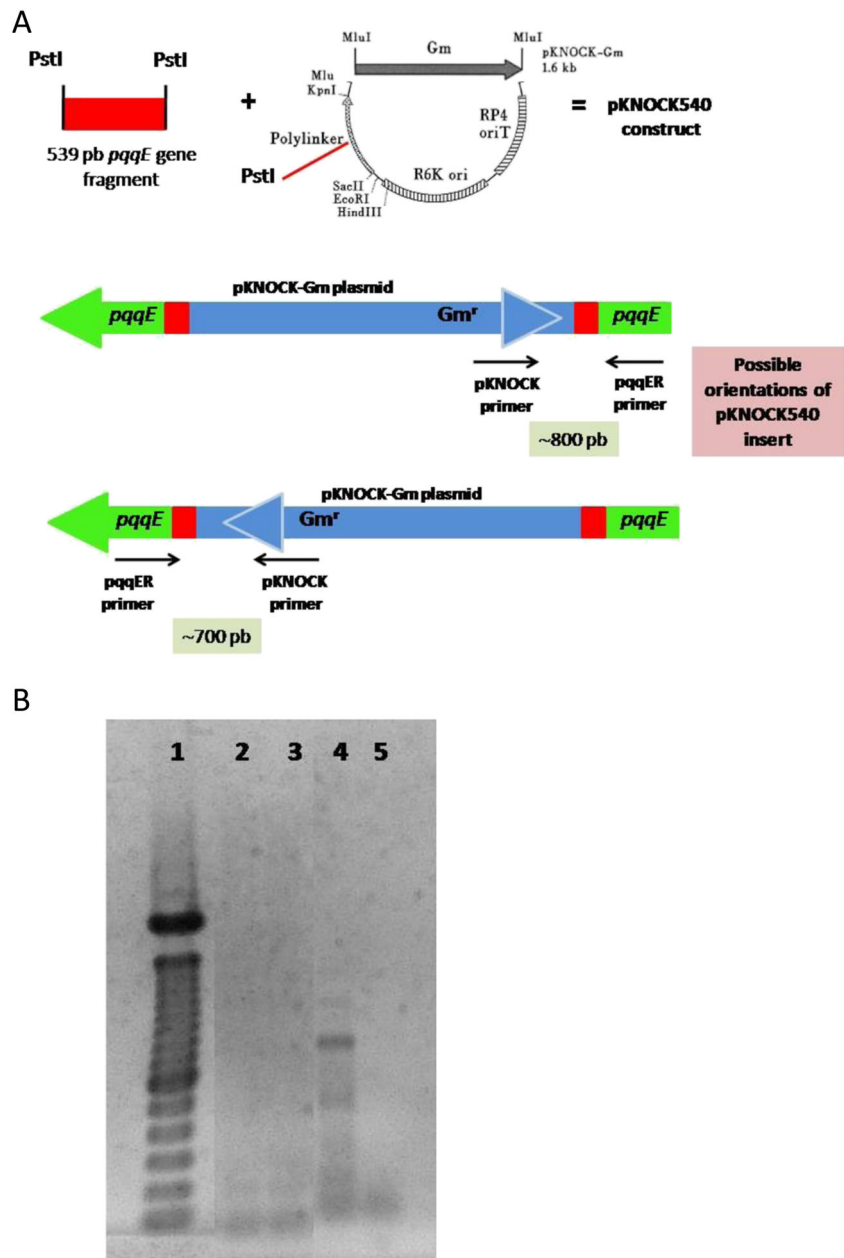 A
PstI PstI
+
539 pb pqqE gene
fragment
MluI Gm MluI
pKNOCK-Gm
1.6 kb
Mlu
KpnI
Polylinker
RP4
oriT
PstI
R6K ori
SacII
EcoRI
HindIII
= pKNOCK540
construct
pKNOCK-Gm plasmid
pqqE Gmʳ pqqE
pKNOCK
primer
pqqER
primer
~800 pb
Possible
orientations of
pKNOCK540
insert
pKNOCK-Gm plasmid
pqqE Gmʳ pqqE
pqqER
primer
pKNOCK
primer
~700 pb
B
1 2 3 4 5